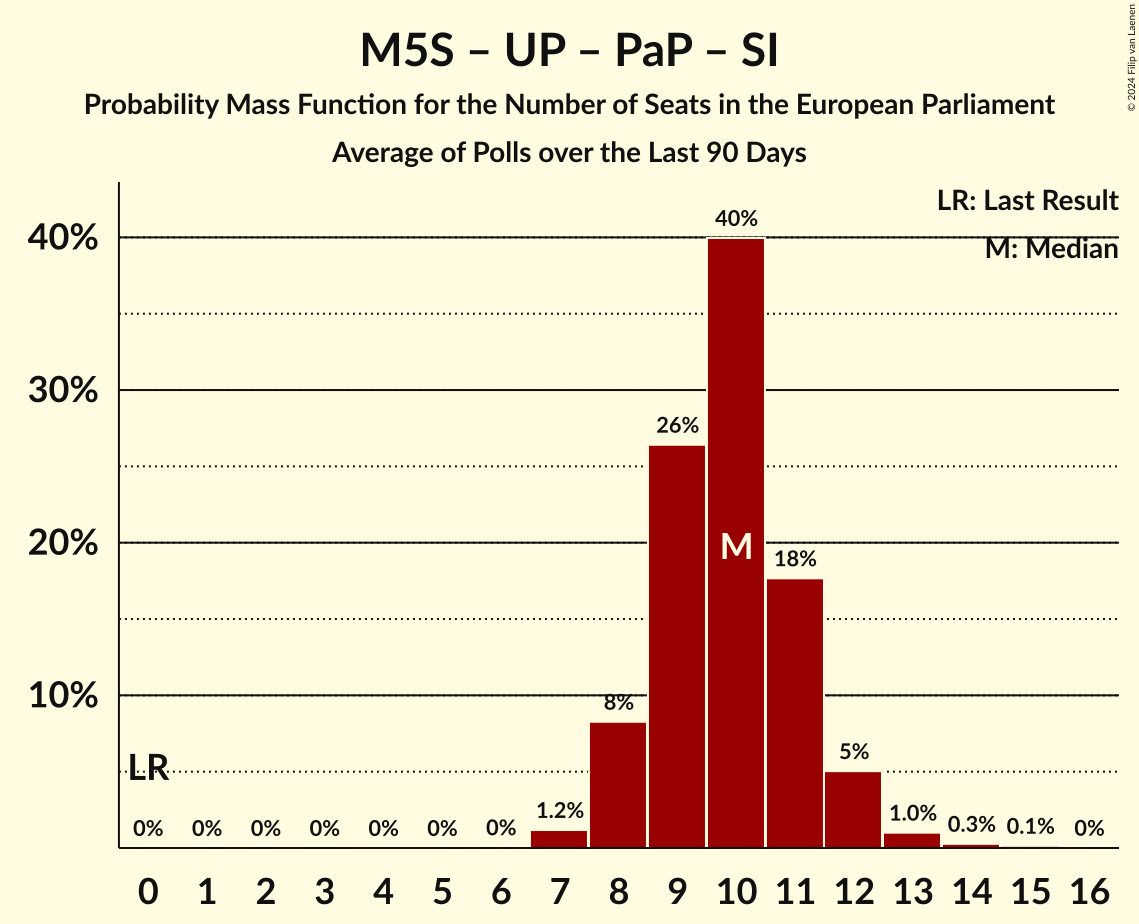 M5S – UP – PaP – SI
Probability Mass Function for the Number of Seats in the European Parliament
Average of Polls over the Last 90 Days
© 2024 Filip van Laenen
LR: Last Result
M: Median
40%
30%
20%
10%
LR
M
0% 0% 0% 0% 0% 0% 0% 1.2% 8% 26% 40% 18% 5% 1.0% 0.3% 0.1% 0%
0 1 2 3 4 5 6 7 8 9 10 11 12 13 14 15 16